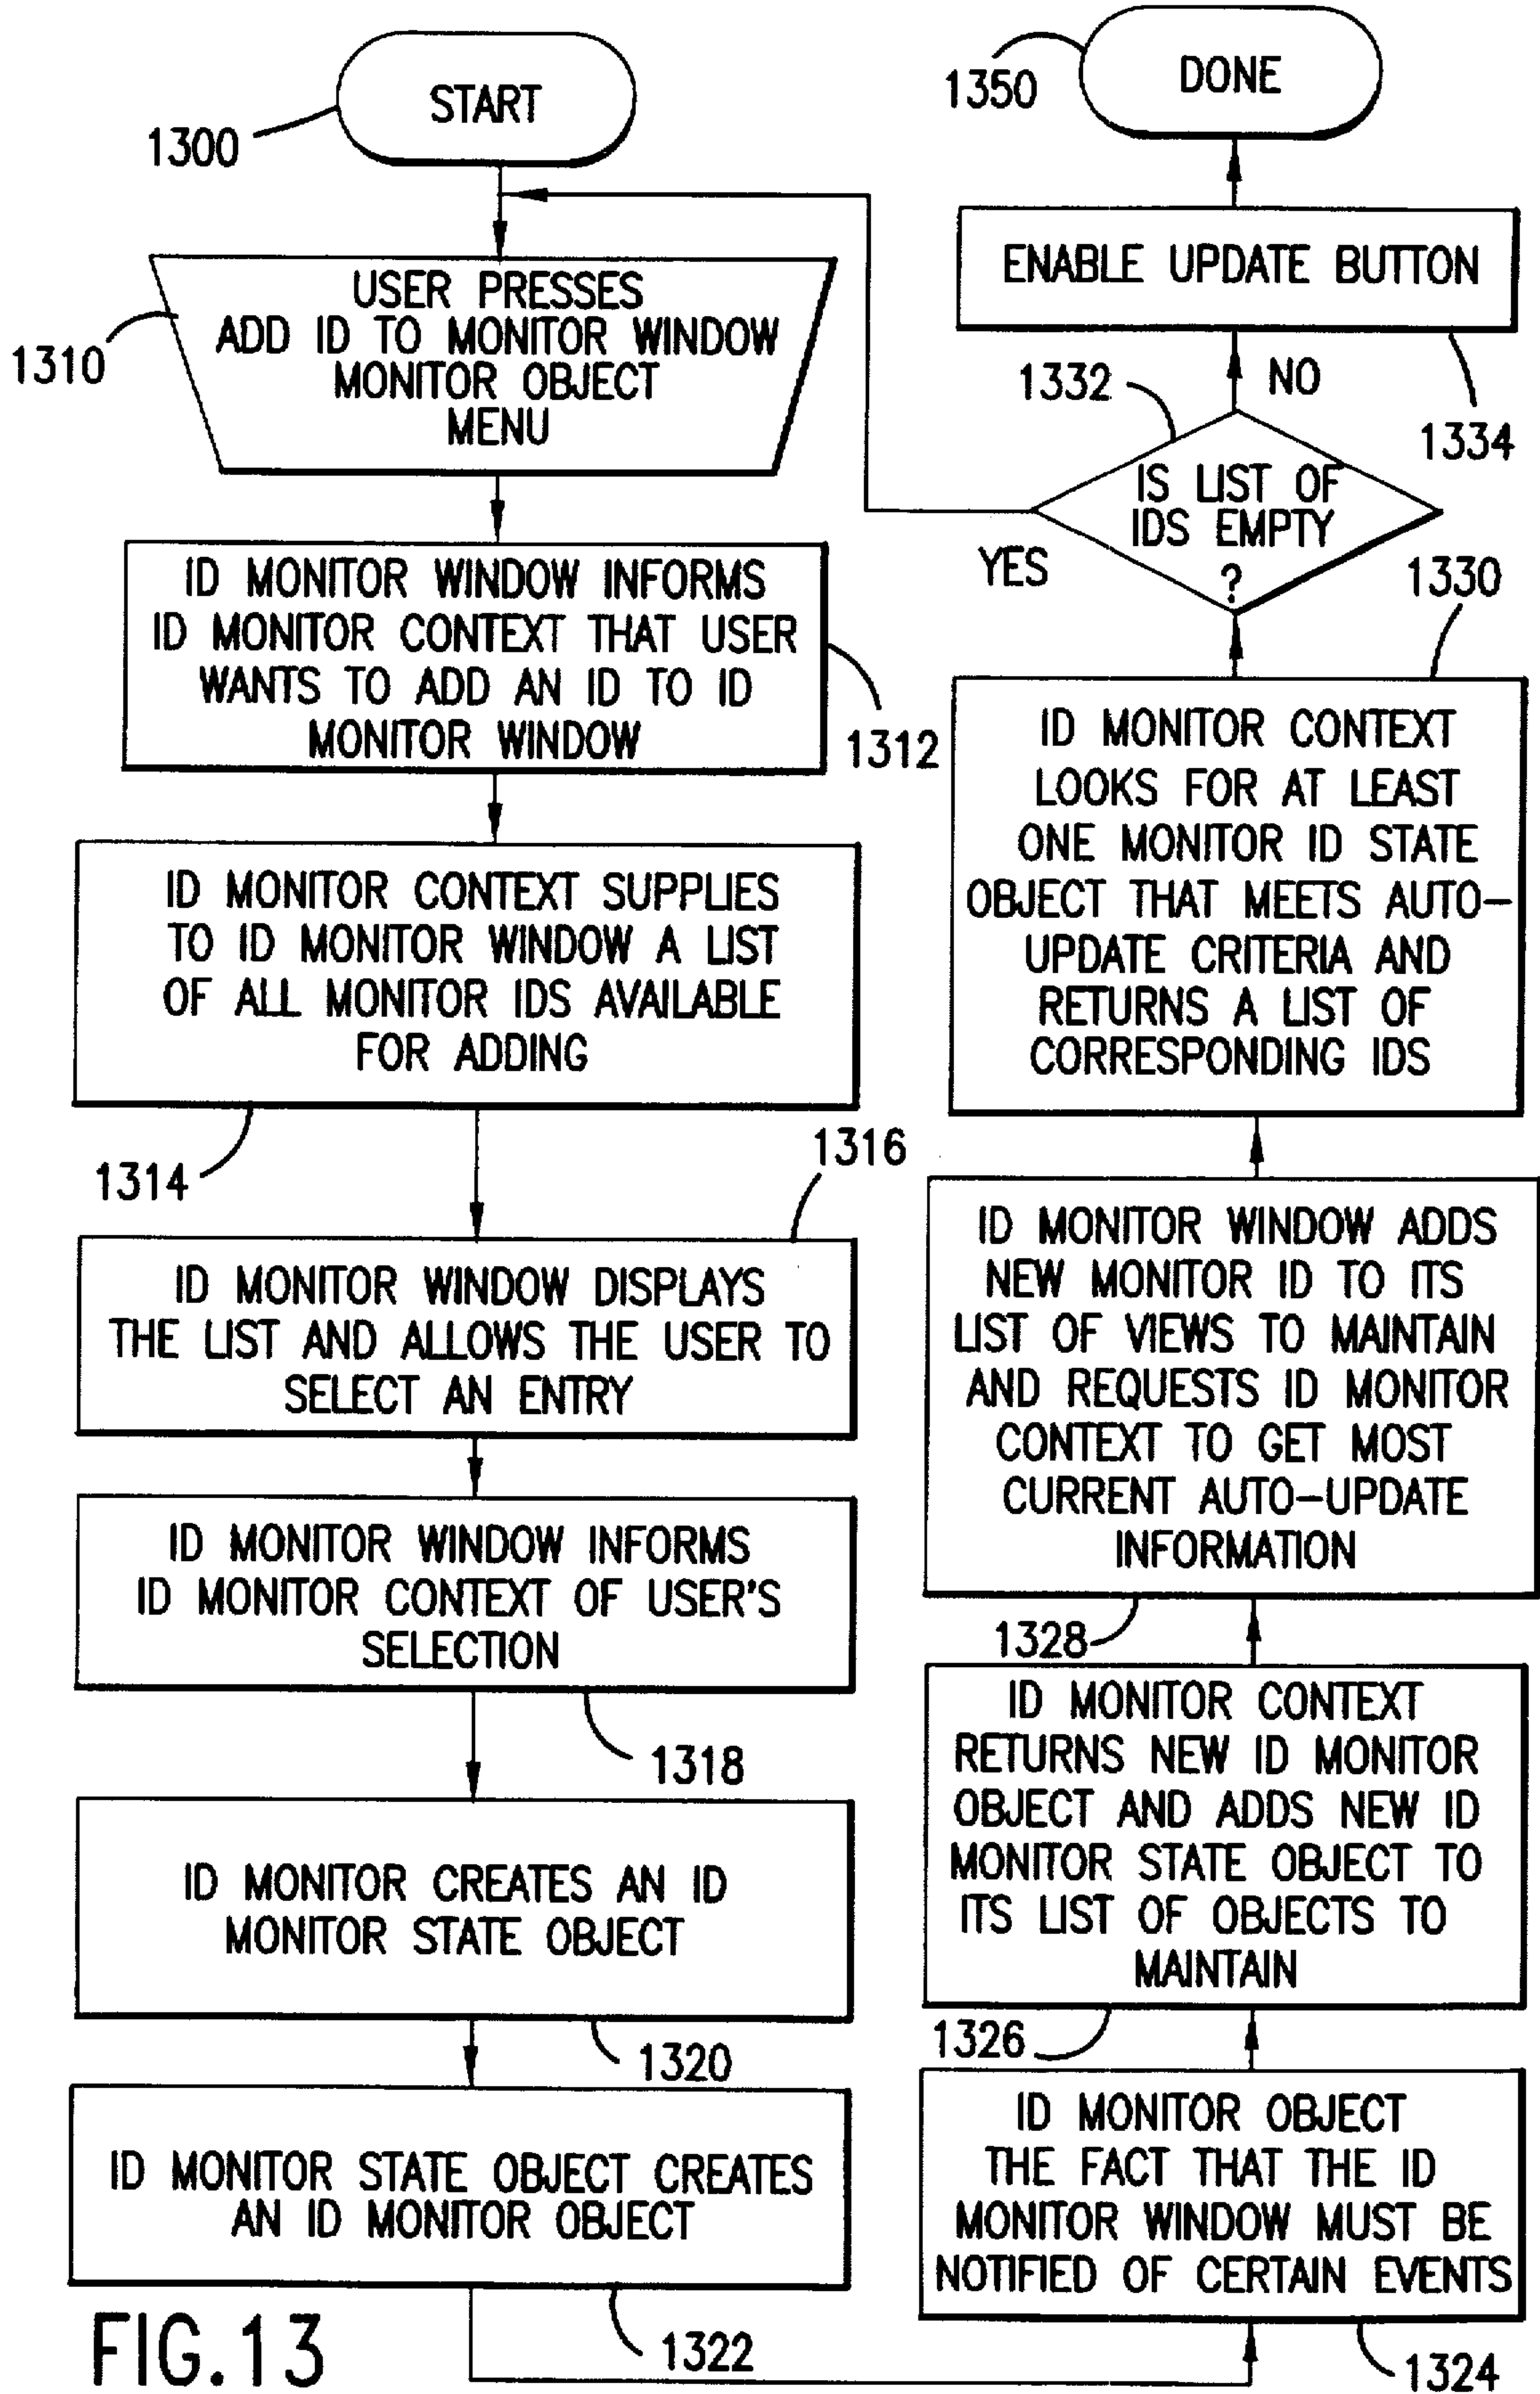 START
1300
USER PRESSES
ADD ID TO MONITOR WINDOW
MONITOR OBJECT
MENU
1310
ID MONITOR WINDOW INFORMS
ID MONITOR CONTEXT THAT USER
WANTS TO ADD AN ID TO ID
MONITOR WINDOW
1312
ID MONITOR CONTEXT SUPPLIES
TO ID MONITOR WINDOW A LIST
OF ALL MONITOR IDS AVAILABLE
FOR ADDING
1314
1316
ID MONITOR WINDOW DISPLAYS
THE LIST AND ALLOWS THE USER TO
SELECT AN ENTRY
ID MONITOR WINDOW INFORMS
ID MONITOR CONTEXT OF USER'S
SELECTION
1318
ID MONITOR CREATES AN ID
MONITOR STATE OBJECT
1320
ID MONITOR STATE OBJECT CREATES
AN ID MONITOR OBJECT
1322
ID MONITOR OBJECT
THE FACT THAT THE ID
MONITOR WINDOW MUST BE
NOTIFIED OF CERTAIN EVENTS
1324
ID MONITOR CONTEXT
RETURNS NEW ID MONITOR
OBJECT AND ADDS NEW ID
MONITOR STATE OBJECT TO
ITS LIST OF OBJECTS TO
MAINTAIN
1326
ID MONITOR WINDOW ADDS
NEW MONITOR ID TO ITS
LIST OF VIEWS TO MAINTAIN
AND REQUESTS ID MONITOR
CONTEXT TO GET MOST
CURRENT AUTO-UPDATE
INFORMATION
1328
ID MONITOR CONTEXT
LOOKS FOR AT LEAST
ONE MONITOR ID STATE
OBJECT THAT MEETS AUTO-
UPDATE CRITERIA AND
RETURNS A LIST OF
CORRESPONDING IDS
1330
IS LIST OF
IDS EMPTY
?
1332
YES
NO
ENABLE UPDATE BUTTON
1334
DONE
1350
FIG.13